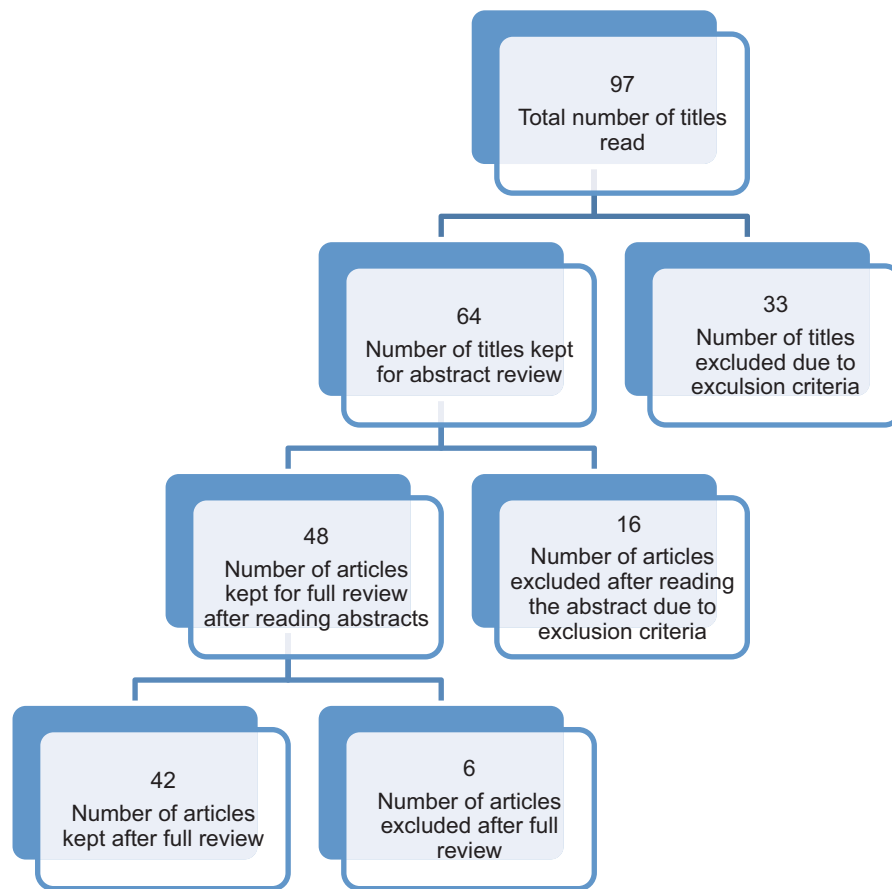 97
Total number of titles
read
64
Number of titles kept
for abstract review
33
Number of titles
excluded due to
exculsion criteria
48
Number of articles
kept for full review
after reading abstracts
16
Number of articles
excluded after reading
the abstract due to
exclusion criteria
42
Number of articles
kept after full review
6
Number of articles
excluded after full
review